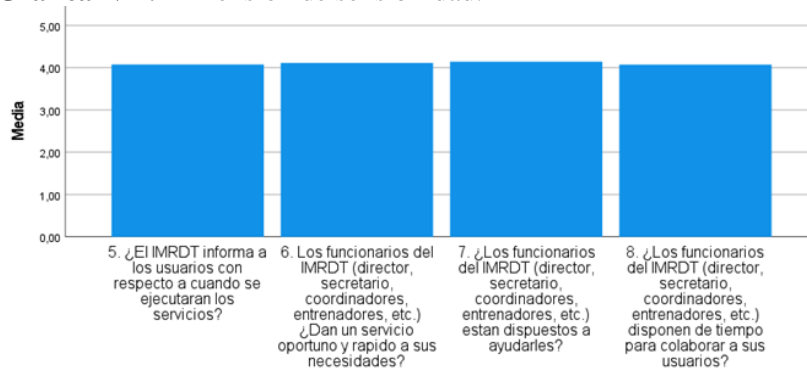 5,00
4,00
3,00
2,00
1,00
0,00
Media
5. ¿El IMRDT informa a
los usuarios con
respecto a cuando se
ejecutaran los
servicios?
6. Los funcionarios del
IMRDT (director,
secretario,
coordinadores,
entrenadores, etc.)
¿Dan un servicio
oportuno y rapido a sus
necesidades?
7. ¿Los funcionarios
del IMRDT (director,
secretario,
coordinadores,
entrenadores, etc.)
estan dispuestos a
ayudarles?
8. ¿Los funcionarios
del IMRDT (director,
secretario,
coordinadores,
entrenadores, etc.)
disponen de tiempo
para colaborar a sus
usuarios?